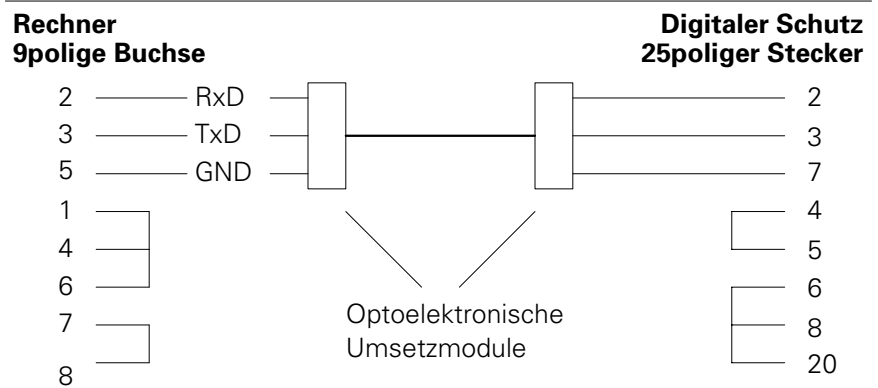 Rechner
9polige Buchse
Digitaler Schutz
25poliger Stecker
2 RxD 2
3 TxD 3
5 GND 7
1 4
4 5
6 6
7 8
8 20
Optoelektronische
Umsetzmodule